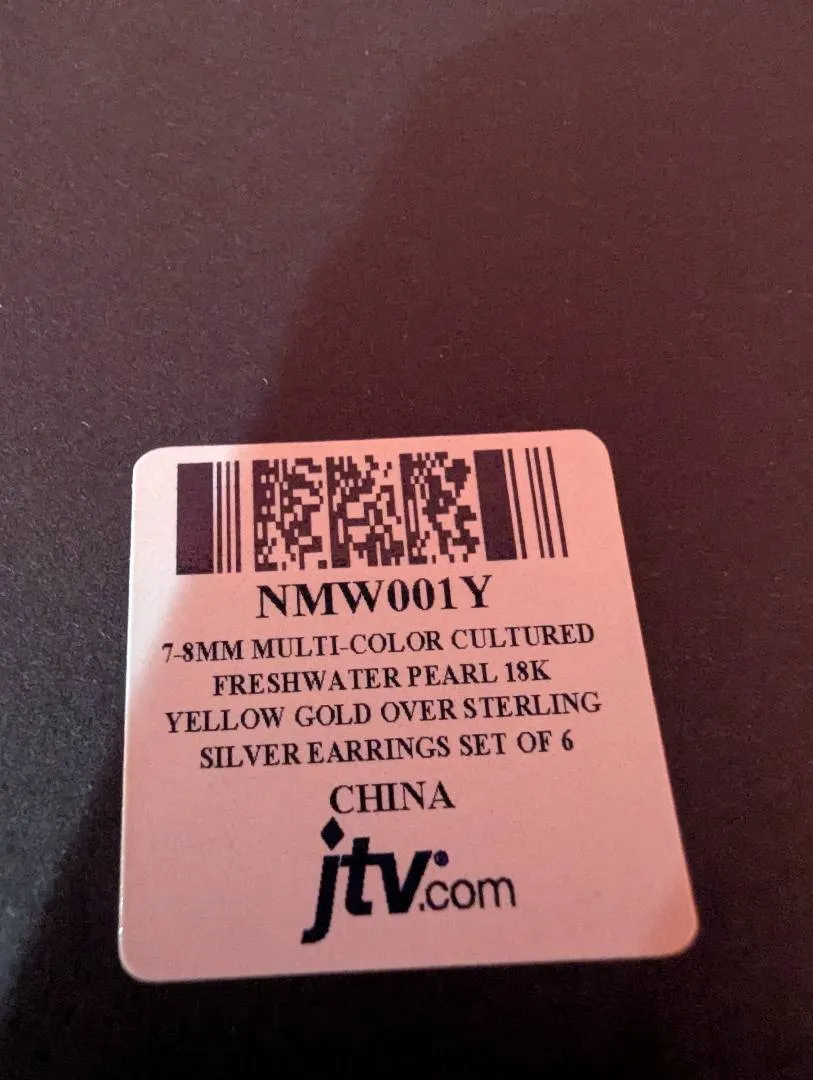 NMW001Y
7-8MM MULTI-COLOR CULTURED
FRESHWATER PEARL 18K
YELLOW GOLD OVER STERLING
SILVER EARRINGS SET OF 6
CHINA
jtv®.com